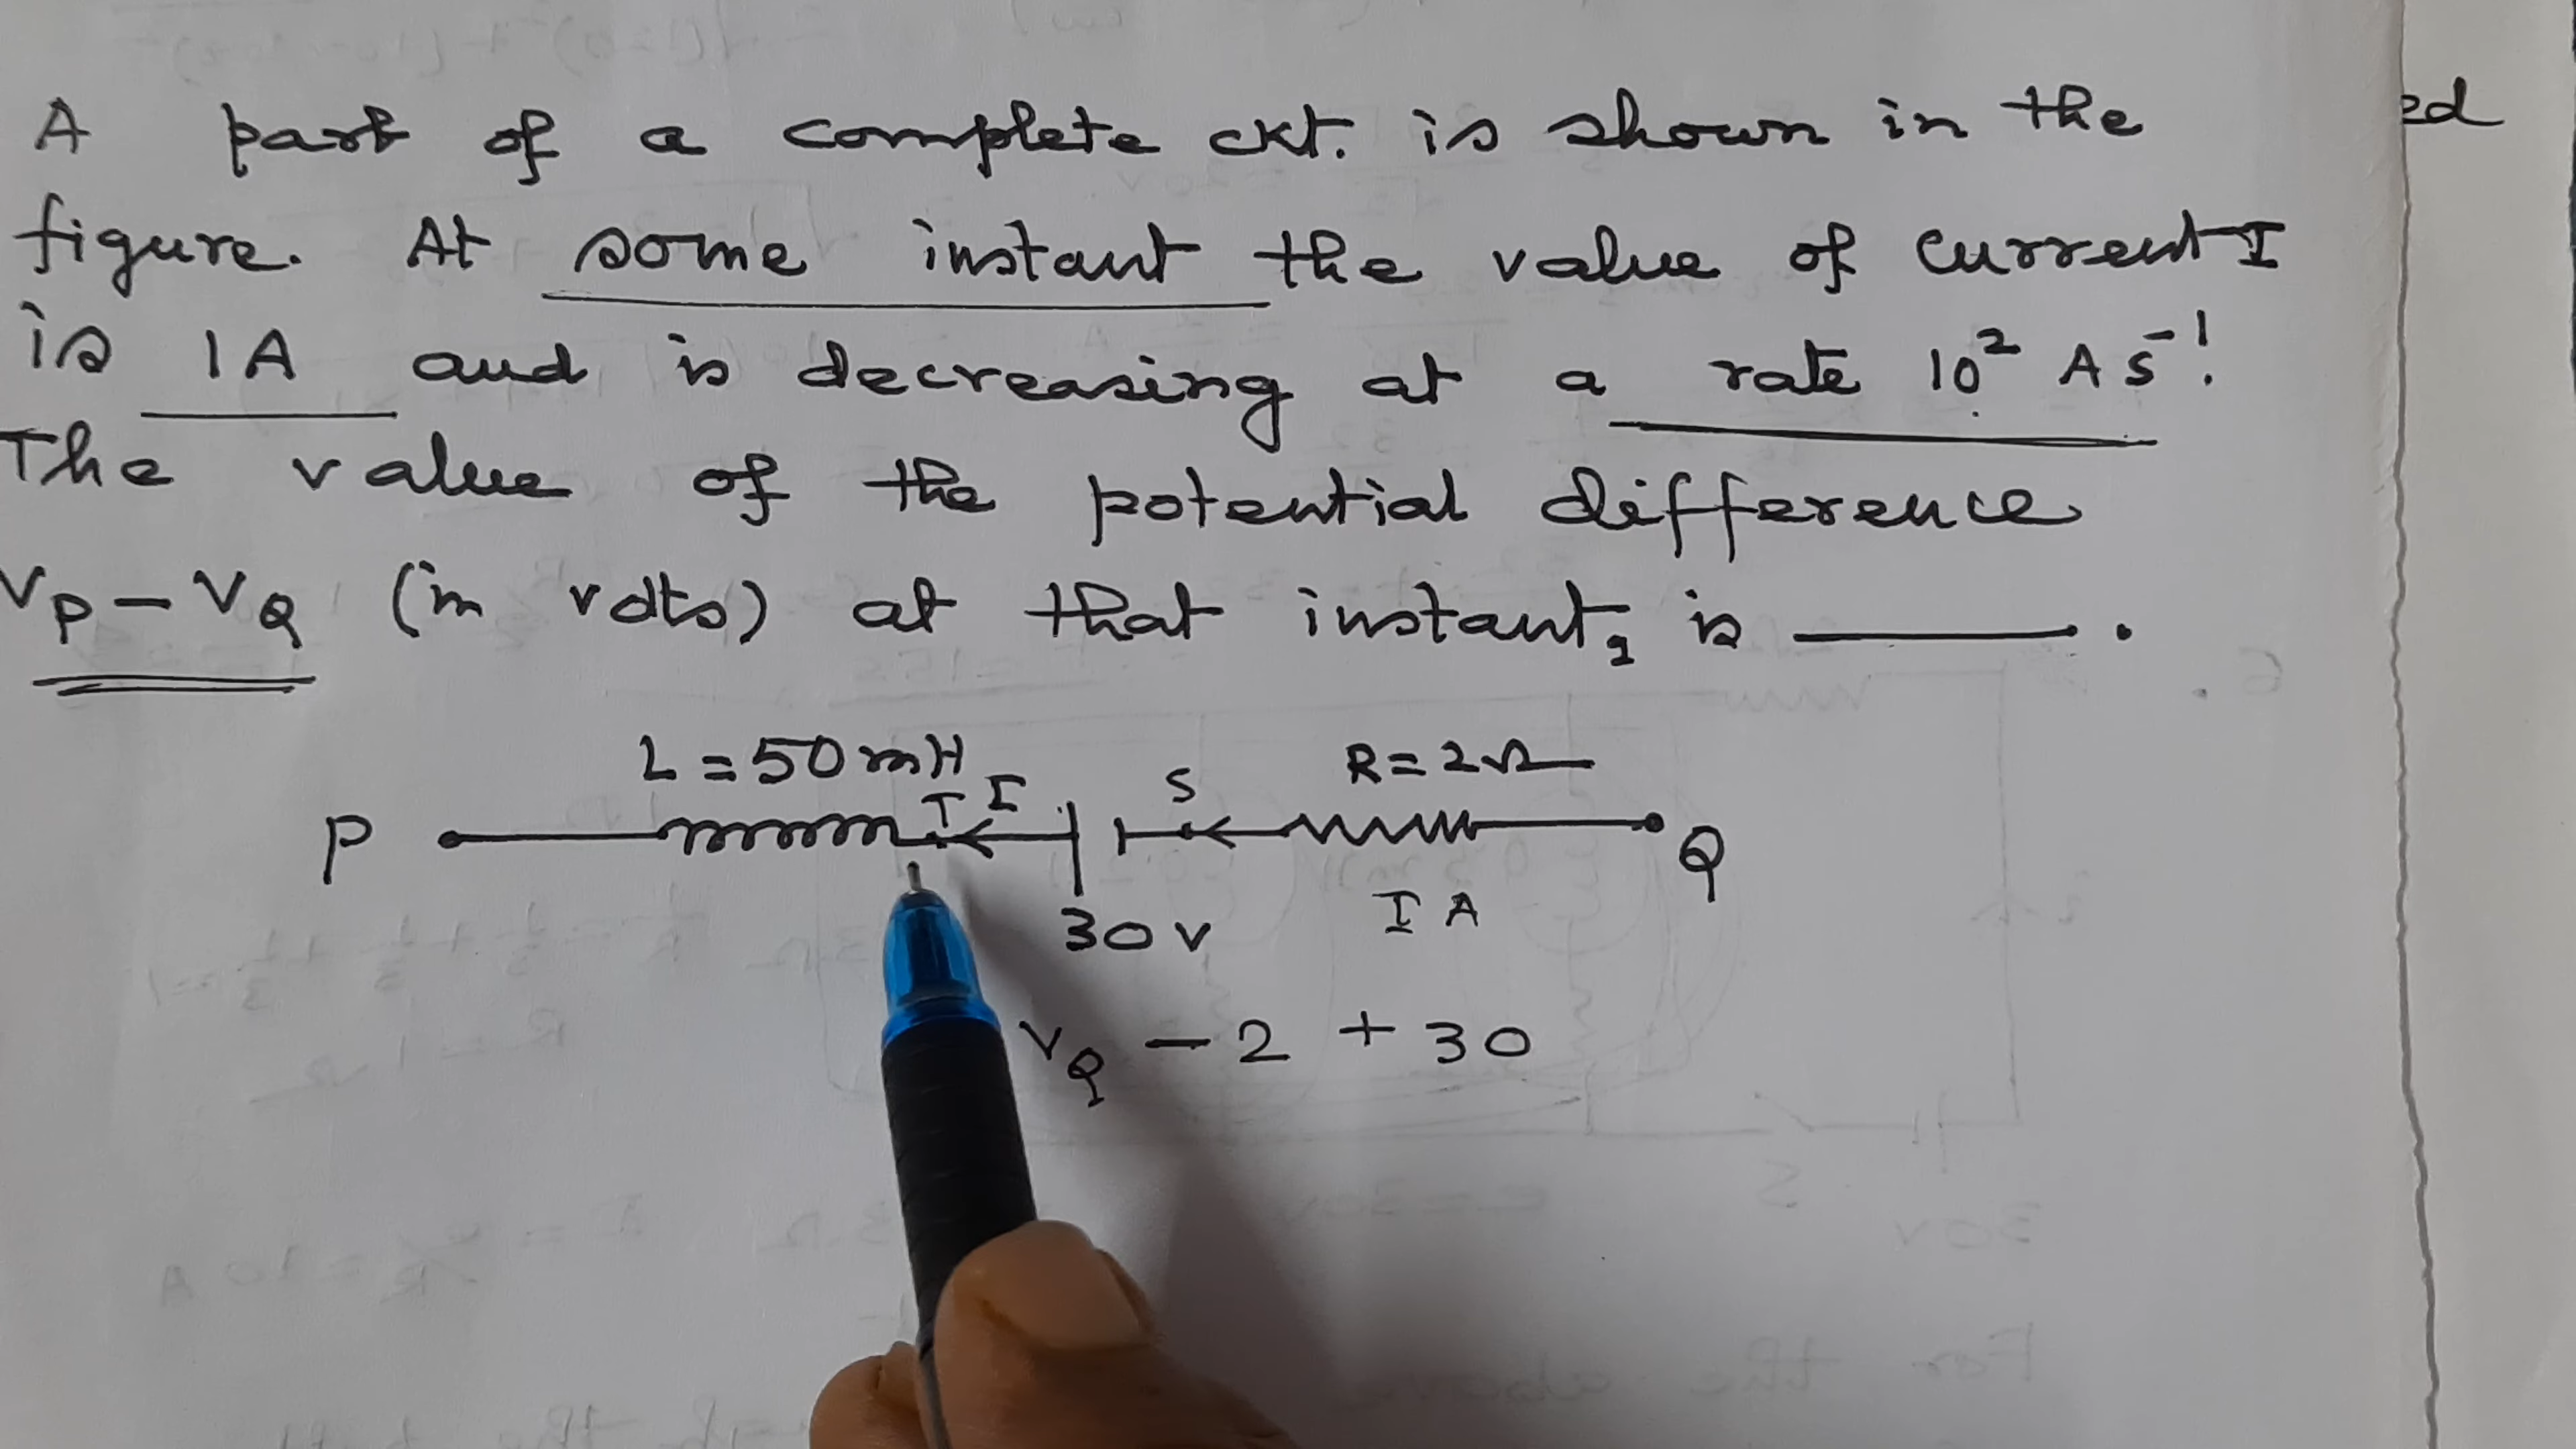 A part of a complete ckt. is shown in the
ed
figure. At some instant the value of current I
is 1A and is decreasing at a rate 10² A s⁻¹.
The value of the potential difference
VP - VQ (in volts) at that instant, is ______.
L = 50 mH
R = 2Ω
T I
S
P
Q
30 V
I A
VQ - 2 + 30